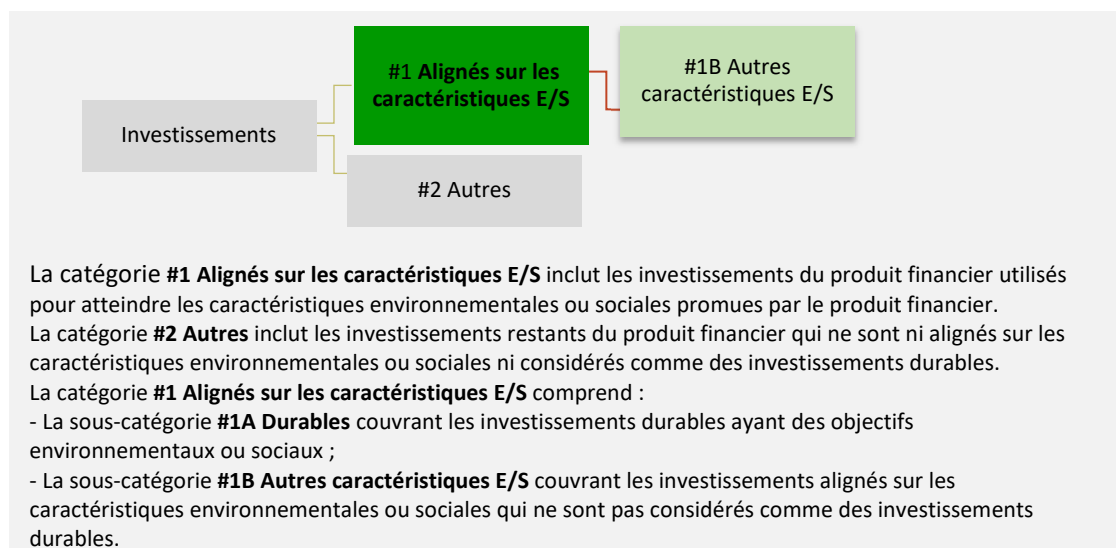 #1 Alignés sur les
caractéristiques E/S
#1B Autres
caractéristiques E/S
Investissements
#2 Autres
La catégorie #1 Alignés sur les caractéristiques E/S inclut les investissements du produit financier utilisés
pour atteindre les caractéristiques environnementales ou sociales promues par le produit financier.
La catégorie #2 Autres inclut les investissements restants du produit financier qui ne sont ni alignés sur les
caractéristiques environnementales ou sociales ni considérés comme des investissements durables.
La catégorie #1 Alignés sur les caractéristiques E/S comprend :
- La sous-catégorie #1A Durables couvrant les investissements durables ayant des objectifs
environnementaux ou sociaux ;
- La sous-catégorie #1B Autres caractéristiques E/S couvrant les investissements alignés sur les
caractéristiques environnementales ou sociales qui ne sont pas considérés comme des investissements
durables.